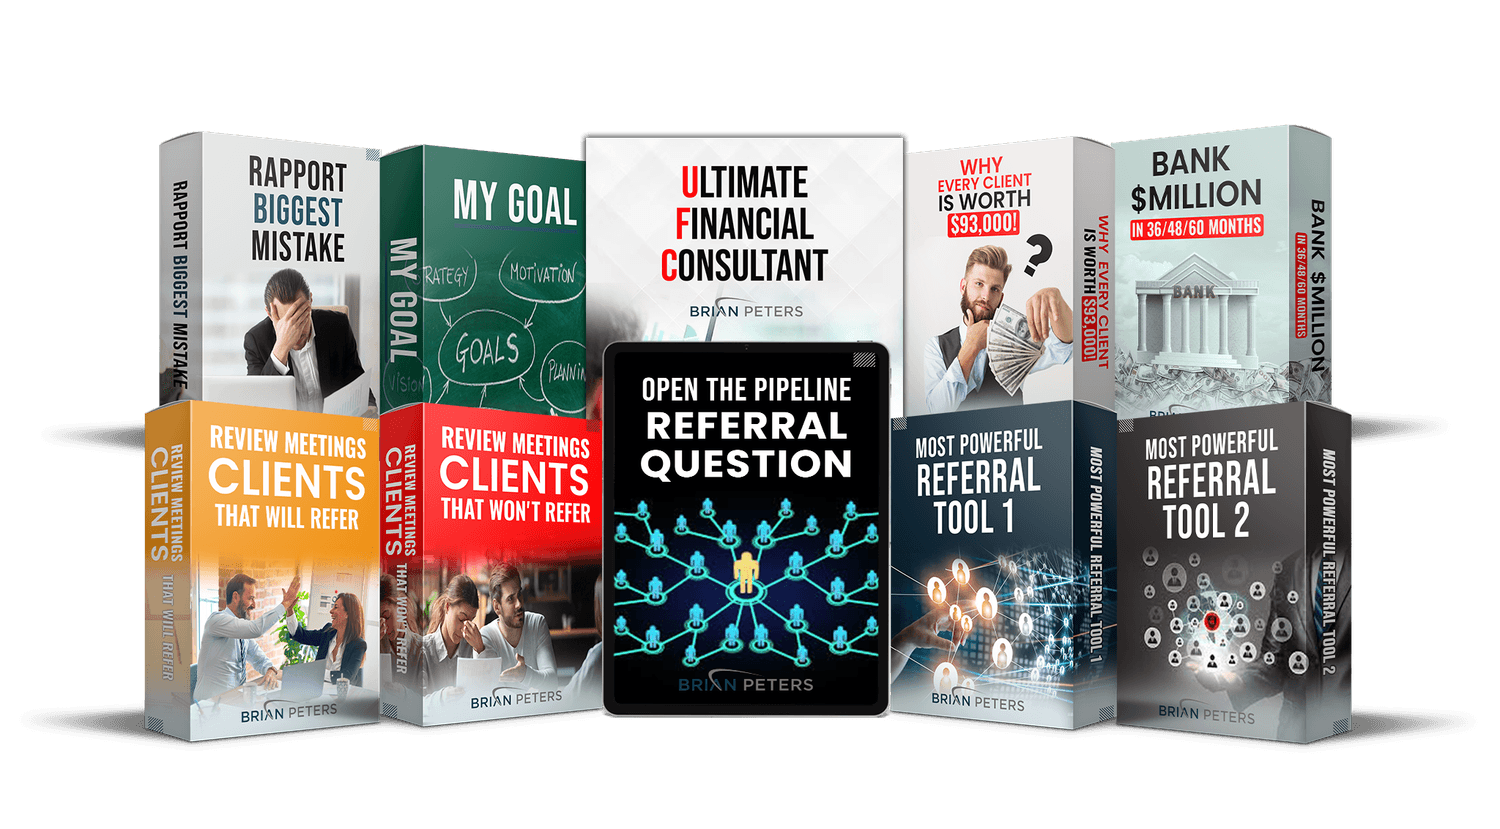 RAPPORT
BIGGEST
MISTAKE
RAPPORT BIGGEST MISTAKE
MY GOAL
MY GOAL
MOTIVATION
GOALS
VISION
ULTIMATE
FINANCIAL
CONSULTANT
BRIAN PETERS
WHY
EVERY CLIENT
IS WORTH
$93,000!
?
WHY EVERY CLIENT
IS WORTH $93,000!
BANK
$MILLION
IN 36/48/60 MONTHS
BANK
BANK $MILLION
IN 36/48/60 MONTHS
REVIEW MEETINGS
CLIENTS
THAT WILL REFER
REVIEW MEETINGS
CLIENTS
THAT WILL REFER
BRIAN PETERS
REVIEW MEETINGS
CLIENTS
THAT WON'T REFER
REVIEW MEETINGS
CLIENTS
THAT WON'T REFER
BRIAN PETERS
OPEN THE PIPELINE
REFERRAL
QUESTION
BRIAN PETERS
MOST POWERFUL
REFERRAL
TOOL 1
MOST POWERFUL REFERRAL TOOL 1
BRIAN PETERS
MOST POWERFUL
REFERRAL
TOOL 2
MOST POWERFUL REFERRAL TOOL 2
BRIAN PETERS